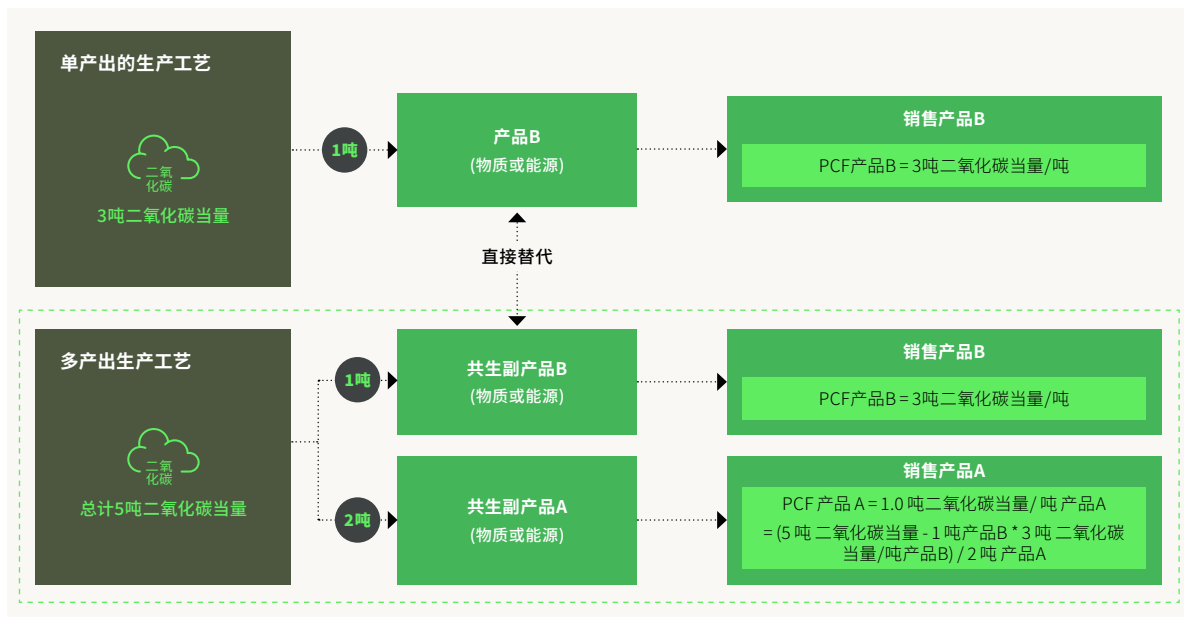 单产出的生产工艺
二氧
化碳
3吨二氧化碳当量
1吨
产品B
(物质或能源)
销售产品B
PCF产品B = 3吨二氧化碳当量/吨
直接替代
多产出生产工艺
二氧
化碳
总计5吨二氧化碳当量
1吨
共生副产品B
(物质或能源)
销售产品B
PCF产品B = 3吨二氧化碳当量/吨
2吨
共生副产品A
(物质或能源)
销售产品A
PCF 产品 A = 1.0 吨二氧化碳当量/ 吨 产品A
= (5 吨 二氧化碳当量 - 1 吨产品B * 3 吨 二氧化碳
当量/吨产品B) / 2 吨 产品A